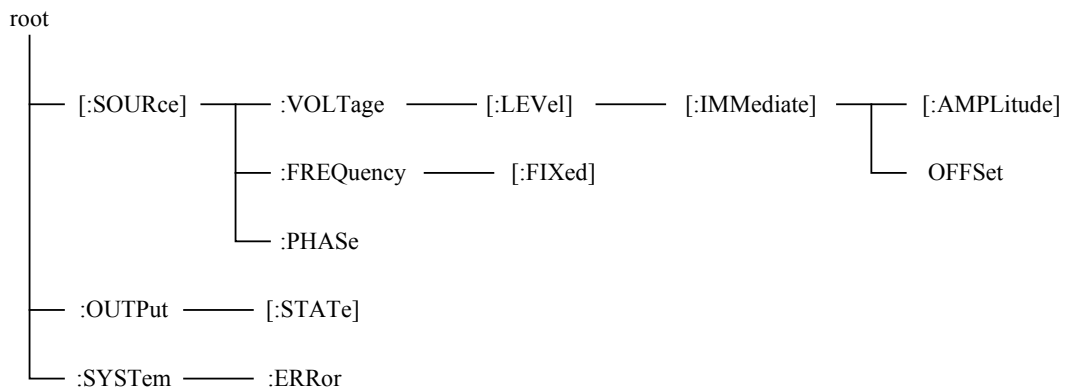 root
[:SOURce] :VOLTage [:LEVel] [:IMMediate] [:AMPLitude]
:FREQuency [:FIXed] OFFSet
:PHASe
:OUTPut [:STATe]
:SYSTem :ERRor